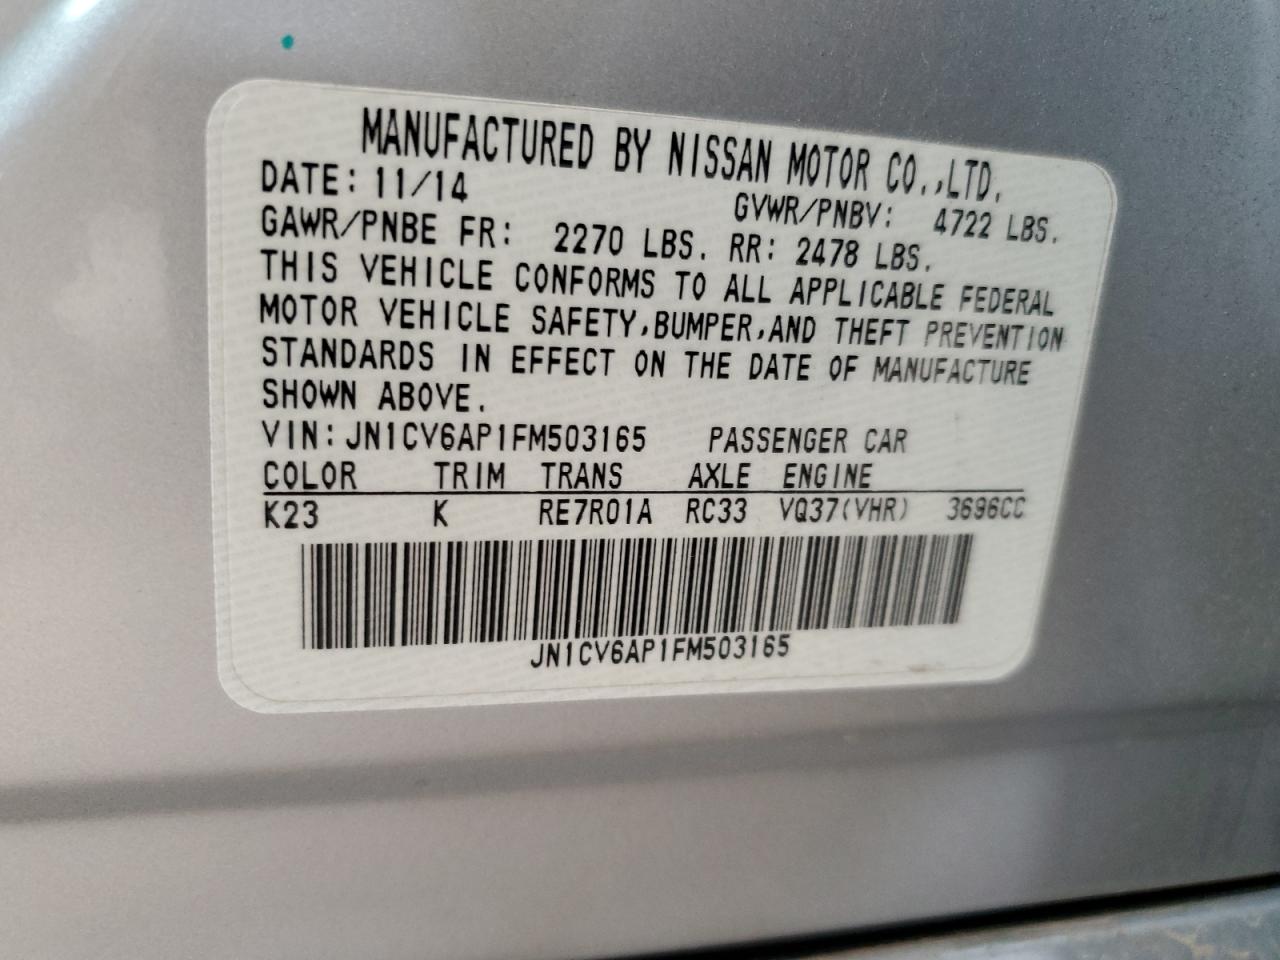 MANUFACTURED BY NISSAN MOTOR CO.,LTD.
DATE: 11/14 GVWR/PNBV: 4722 LBS.
GAWR/PNBE FR: 2270 LBS. RR: 2478 LBS.
THIS VEHICLE CONFORMS TO ALL APPLICABLE FEDERAL
MOTOR VEHICLE SAFETY,BUMPER,AND THEFT PREVENTION
STANDARDS IN EFFECT ON THE DATE OF MANUFACTURE
SHOWN ABOVE.
VIN: JN1CV6AP1FM503165 PASSENGER CAR
COLOR TRIM TRANS AXLE ENGINE
K23 K RE7R01A RC33 VQ37(VHR) 3696CC
JN1CV6AP1FM503165